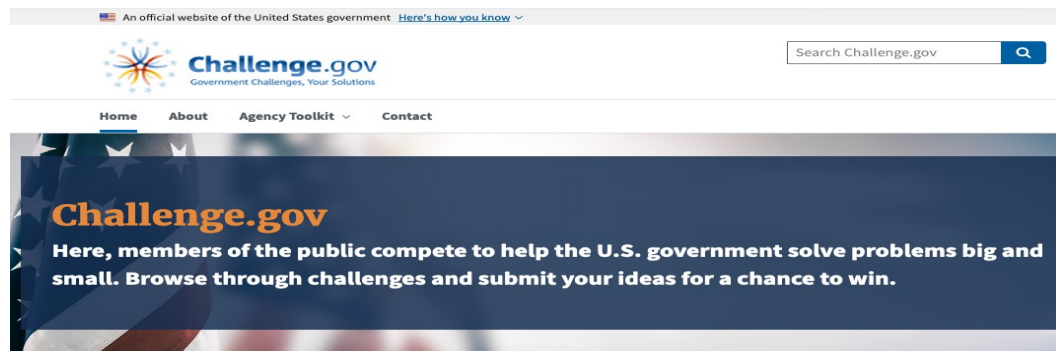 An official website of the United States government Here's how you know
Challenge.gov
Government Challenges, Your Solutions
Search Challenge.gov
Home About Agency Toolkit Contact
Challenge.gov
Here, members of the public compete to help the U.S. government solve problems big and
small. Browse through challenges and submit your ideas for a chance to win.